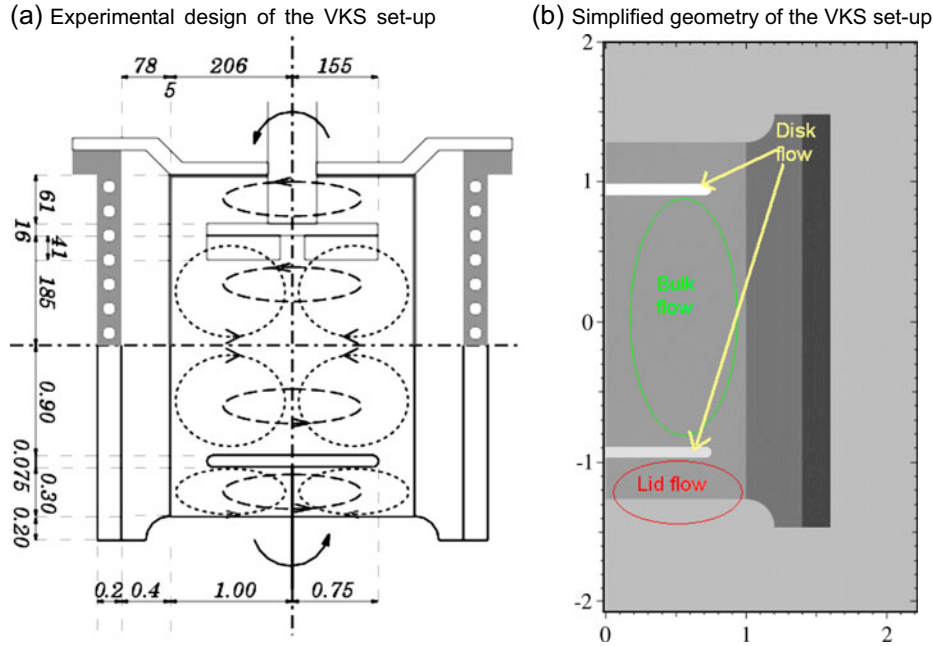 (a) Experimental design of the VKS set-up
(b) Simplified geometry of the VKS set-up
78 206 155
5
61
16
41
185
0.90
0.075
0.30
0.20
0.2 0.4 1.00 0.75
2
1
0
-1
-2
0 1 2
Disk
flow
Bulk
flow
Lid flow